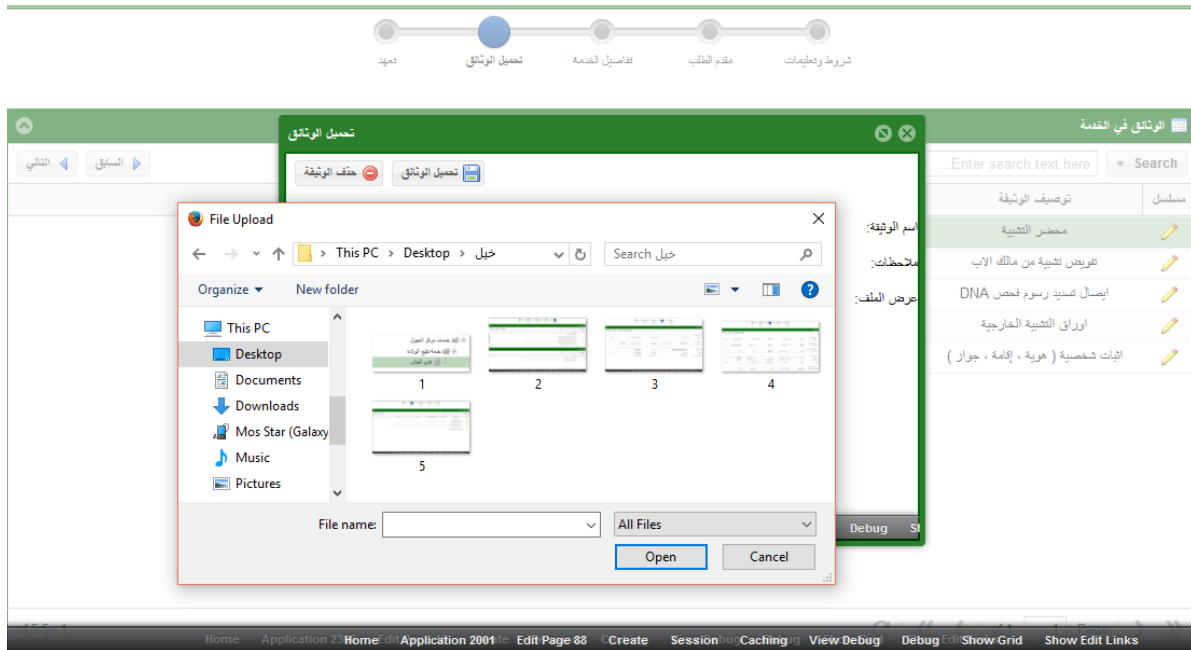 شروط وتعليمات
مقدم الطلب
تفاصيل الخدمة
تحميل الوثائق
تعهد
الوثائق في الخدمة
Search
Enter search text here...
السابق
التالي
مسلسل
توصيف الوثيقة
محضر التشبية
تفويض تشبية من مالك الاب
ايصال تسديد رسوم فحص DNA
اوراق التشبية الخارجية
اثبات شخصية ( هوية ، إقامة ، جواز )
تحميل الوثائق
تحميل الوثائق
حذف الوثيقة
اسم الوثيقة:
ملاحظات:
عرض الملف:
File Upload
This PC > Desktop > خيل
Search خيل
Organize
New folder
This PC
Desktop
Documents
Downloads
Mos Star (Galaxy
Music
Pictures
1
2
3
4
5
File name:
All Files
Open
Cancel
Debug
Home Application 2001 Edit Page 88 Create Session Caching View Debug Debug Show Grid Show Edit Links